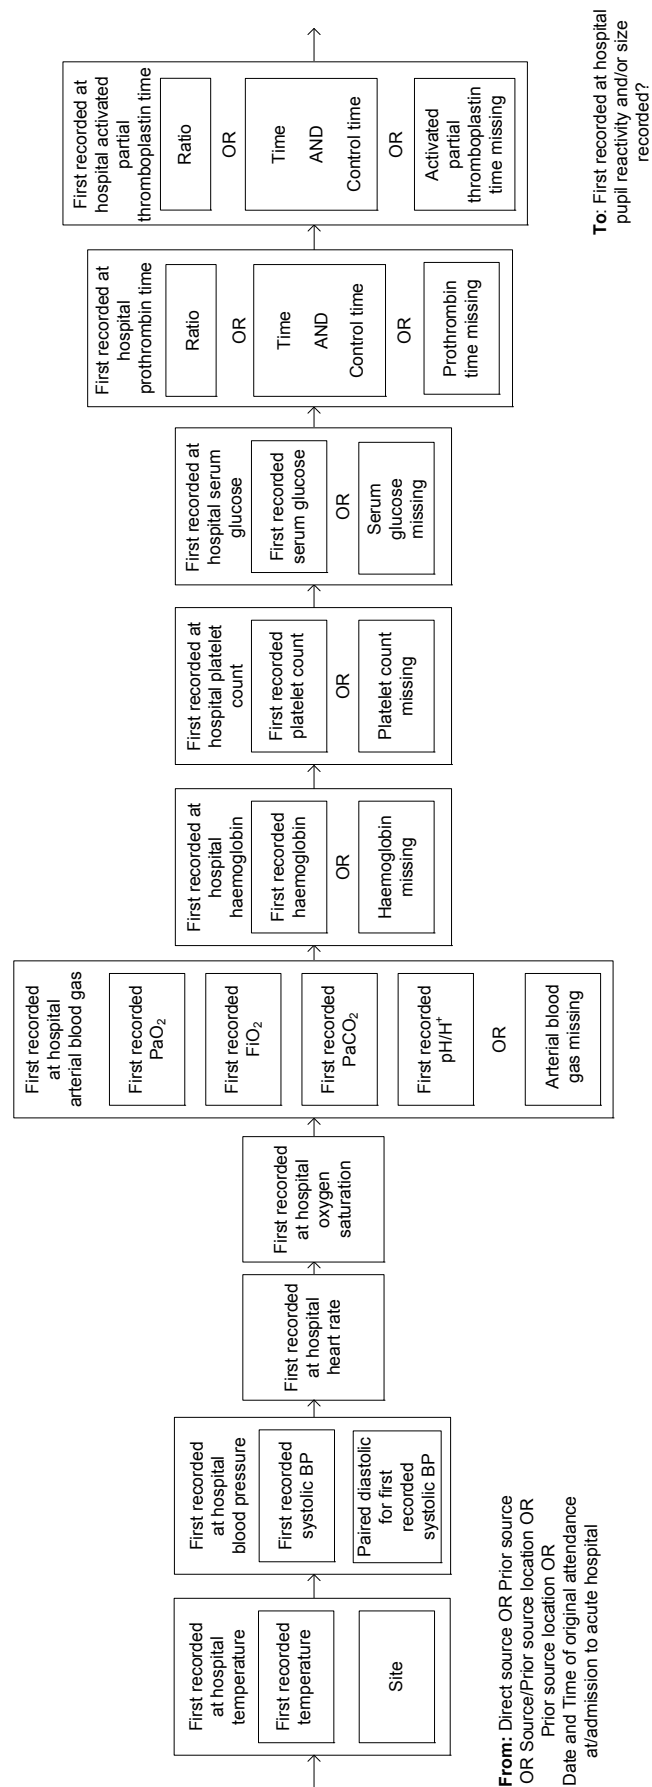 First recorded
at hospital
temperature
First recorded
temperature
Site
First recorded
at hospital
blood pressure
First recorded
systolic BP
Paired diastolic
for first
recorded
systolic BP
First recorded
at hospital
heart rate
First recorded
at hospital
oxygen
saturation
First recorded
at hospital
arterial blood gas
First recorded
PaO₂
First recorded
FiO₂
First recorded
PaCO₂
First recorded
pH/H⁺
OR
Arterial blood
gas missing
First recorded at
hospital
haemoglobin
First recorded
haemoglobin
OR
Haemoglobin
missing
First recorded at
hospital platelet
count
First recorded
platelet count
OR
Platelet count
missing
First recorded at
hospital serum
glucose
First recorded
serum glucose
OR
Serum
glucose
missing
First recorded at
hospital
prothrombin time
Ratio
OR
Time
AND
Control time
OR
Prothrombin
time missing
First recorded at
hospital activated
partial
thromboplastin time
Ratio
OR
Time
AND
Control time
OR
Activated
partial
thromboplastin
time missing
From: Direct source OR Prior source
OR Source/Prior source location OR
Prior source location OR
Date and Time of original attendance
at/admission to acute hospital
To: First recorded at hospital
pupil reactivity and/or size
recorded?